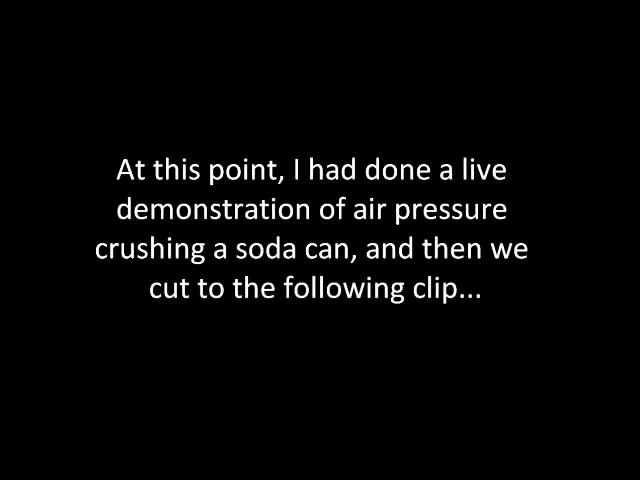 At this point, I had done a live
demonstration of air pressure
crushing a soda can, and then we
cut to the following clip...